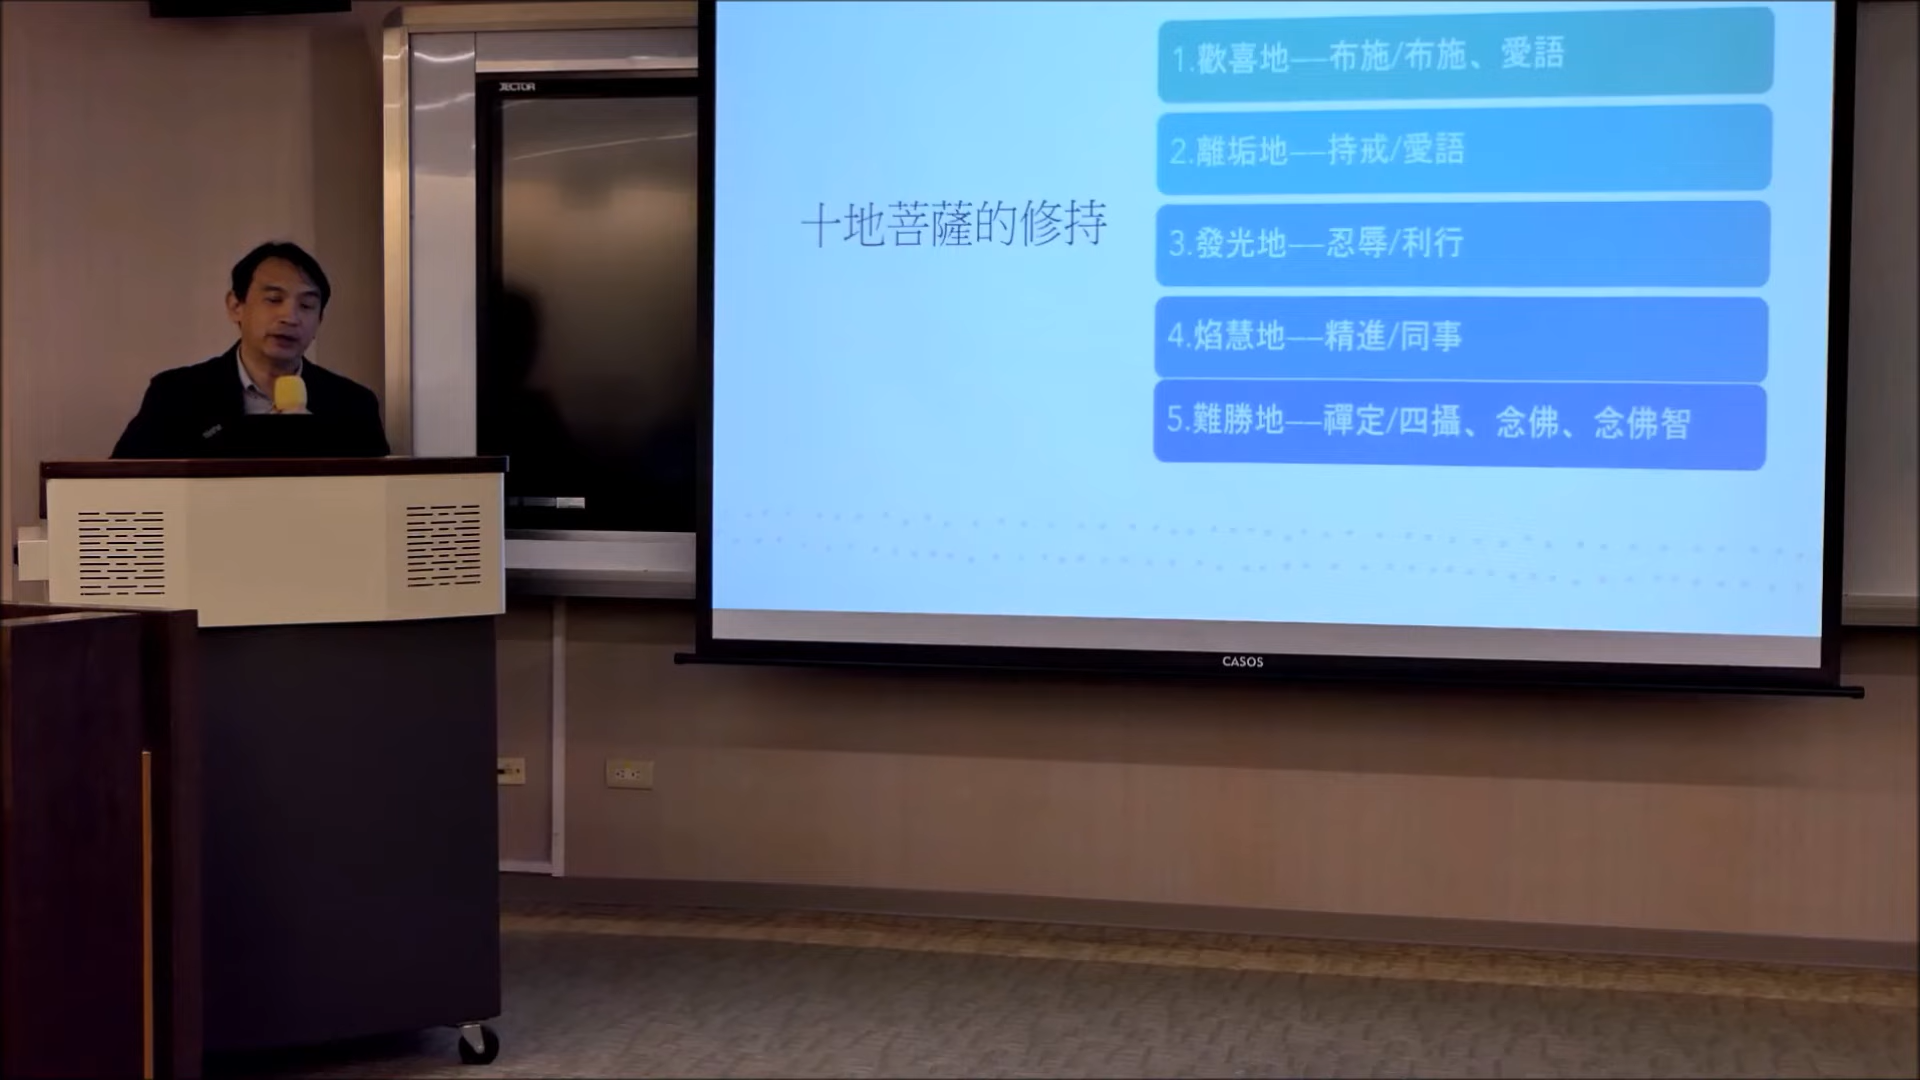 JECTOR
十地菩薩的修持
1.歡喜地—布施/布施、愛語
2.離垢地—持戒/愛語
3.發光地—忍辱/利行
4.焰慧地—精進/同事
5.難勝地—禪定/四攝、念佛、念佛智
CASOS